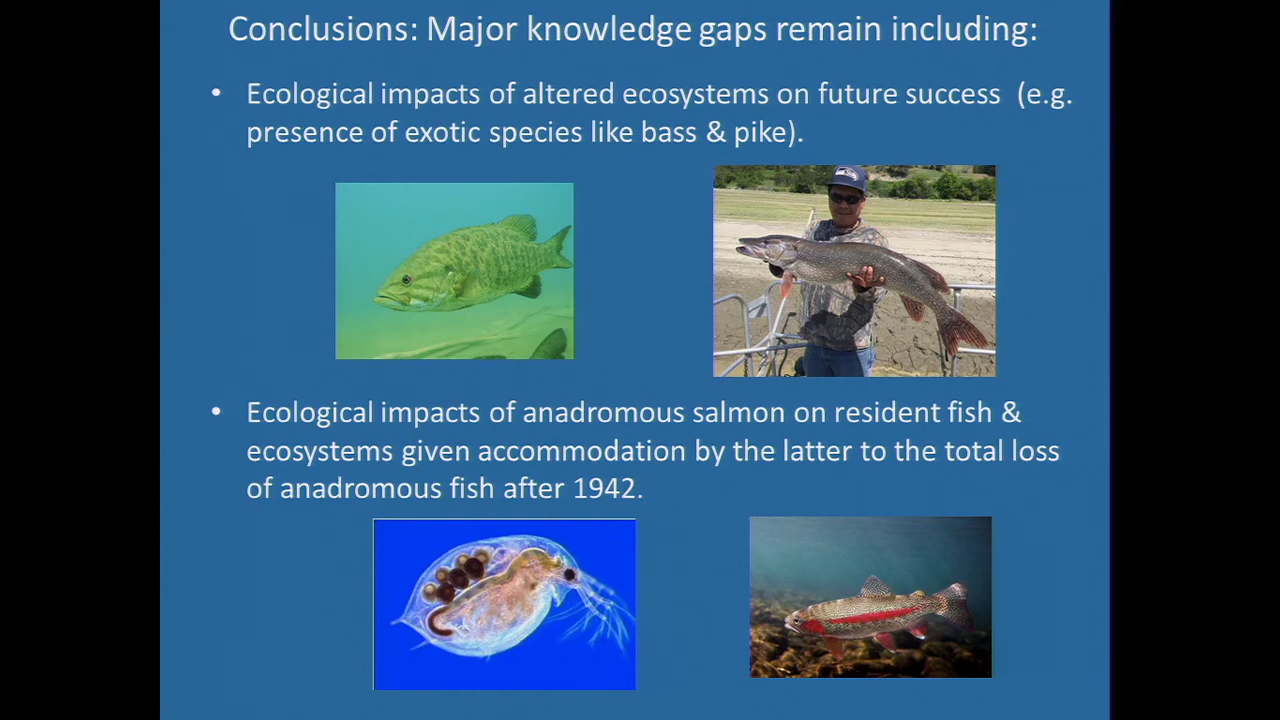 Conclusions: Major knowledge gaps remain including:
• Ecological impacts of altered ecosystems on future success  (e.g.
presence of exotic species like bass & pike).
• Ecological impacts of anadromous salmon on resident fish &
ecosystems given accommodation by the latter to the total loss
of anadromous fish after 1942.